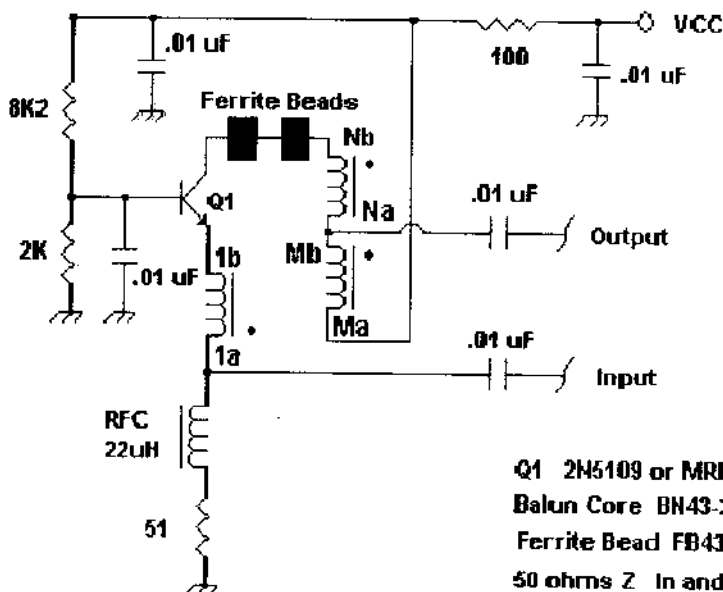 .01 uF
VCC
100
.01 uF
8K2
Ferrite Beads
Nb
Q1
Na
.01 uF
Output
2K
.01 uF
1b
Mb
Ma
.01 uF
1a
Input
RFC
22uH
51
Q1 2N5109 or
Balun Core
Ferrite Bead
50 ohms Z In and